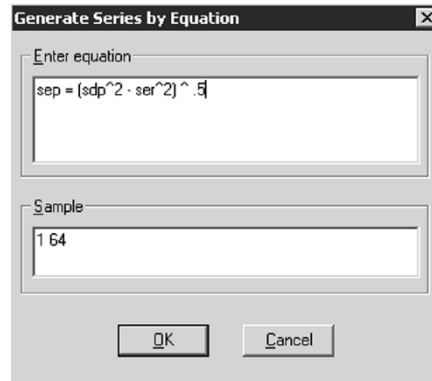 Generate Series by Equation
Enter equation
sep = (sdp^2 - ser^2) ^ .5
Sample
1 64
OK
Cancel